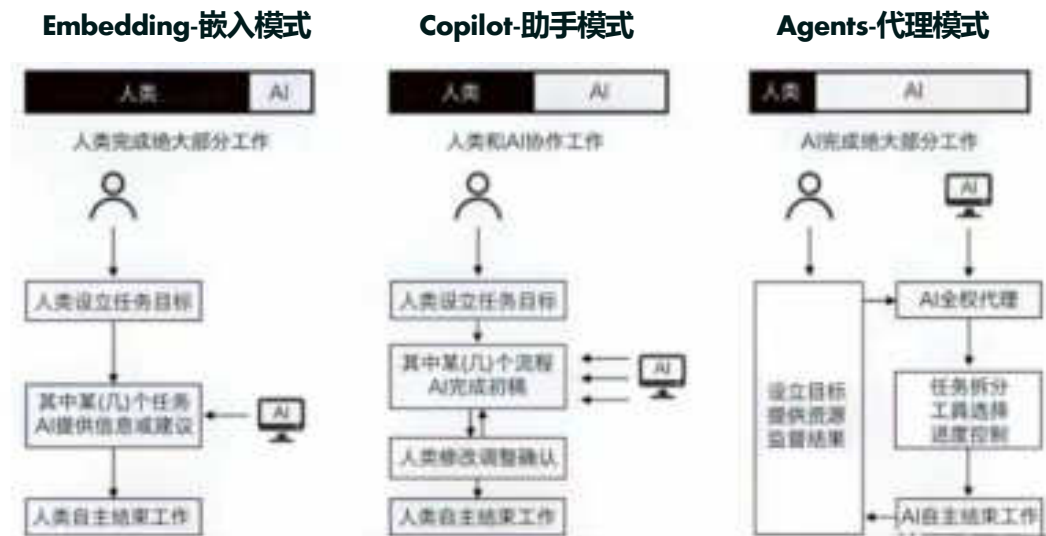 Embedding-嵌入模式
人类
AI
人类完成绝大部分工作
人类设立任务目标
其中某(几)个任务
AI提供信息或建议
AI
人类自主结束工作
Copilot-助手模式
人类
AI
人类和AI协作工作
人类设立任务目标
其中某(几)个流程
AI完成初稿
AI
人类修改调整确认
人类自主结束工作
Agents-代理模式
人类
AI
AI完成绝大部分工作
AI
设立目标
提供资源
监督结果
AI全权代理
任务拆分
工具选择
进度控制
AI自主结束工作